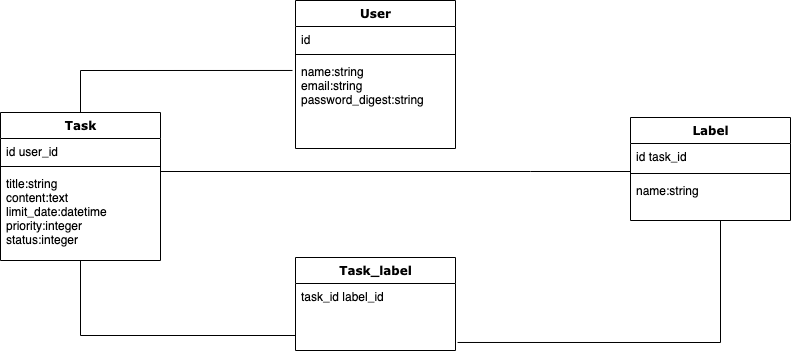 User
id
name:string
email:string
password_digest:string
Task
id user_id
title:string
content:text
limit_date:datetime
priority:integer
status:integer
Label
id task_id
name:string
Task_label
task_id label_id